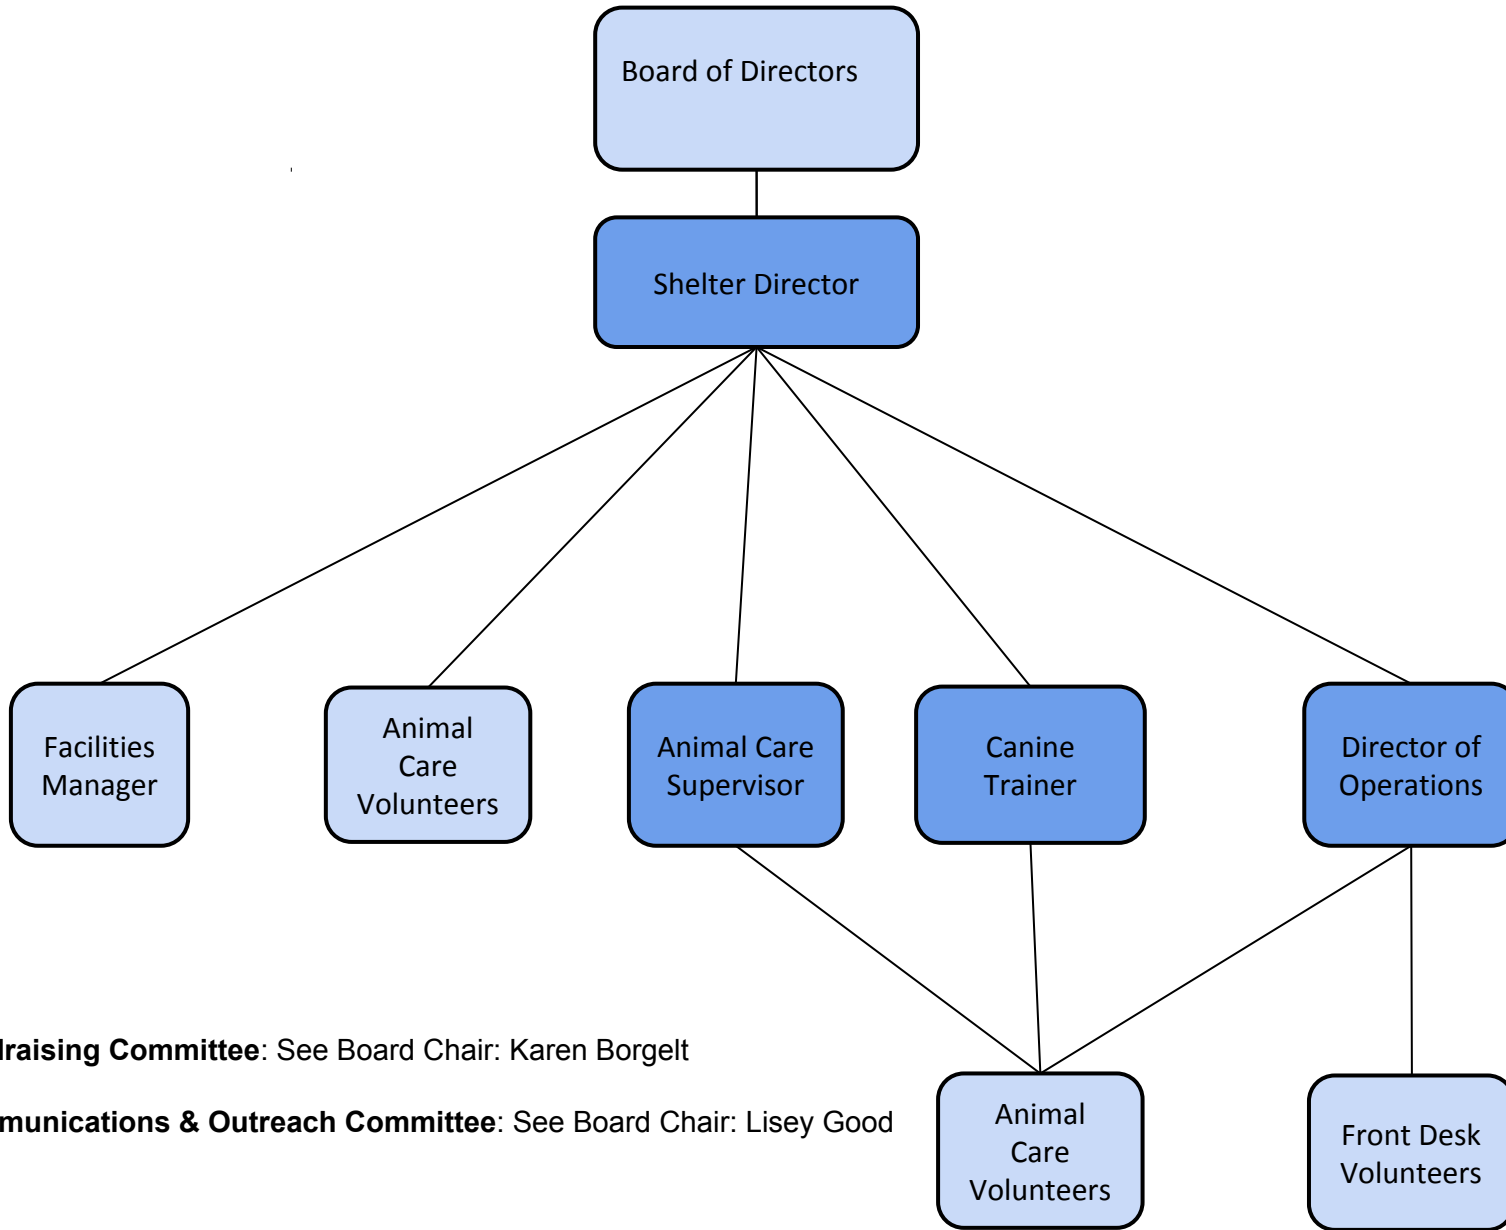 Board of Directors
Shelter Director
Facilities
Manager
Animal
Care
Volunteers
Animal Care
Supervisor
Canine
Trainer
Director of
Operations
draising Committee: See Board Chair: Karen Borgelt
munications & Outreach Committee: See Board Chair: Lisey Good
Animal
Care
Volunteers
Front Desk
Volunteers